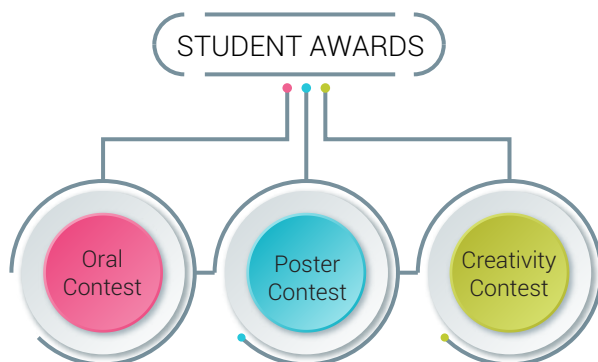 STUDENT AWARDS
Oral
Contest
Poster
Contest
Creativity
Contest